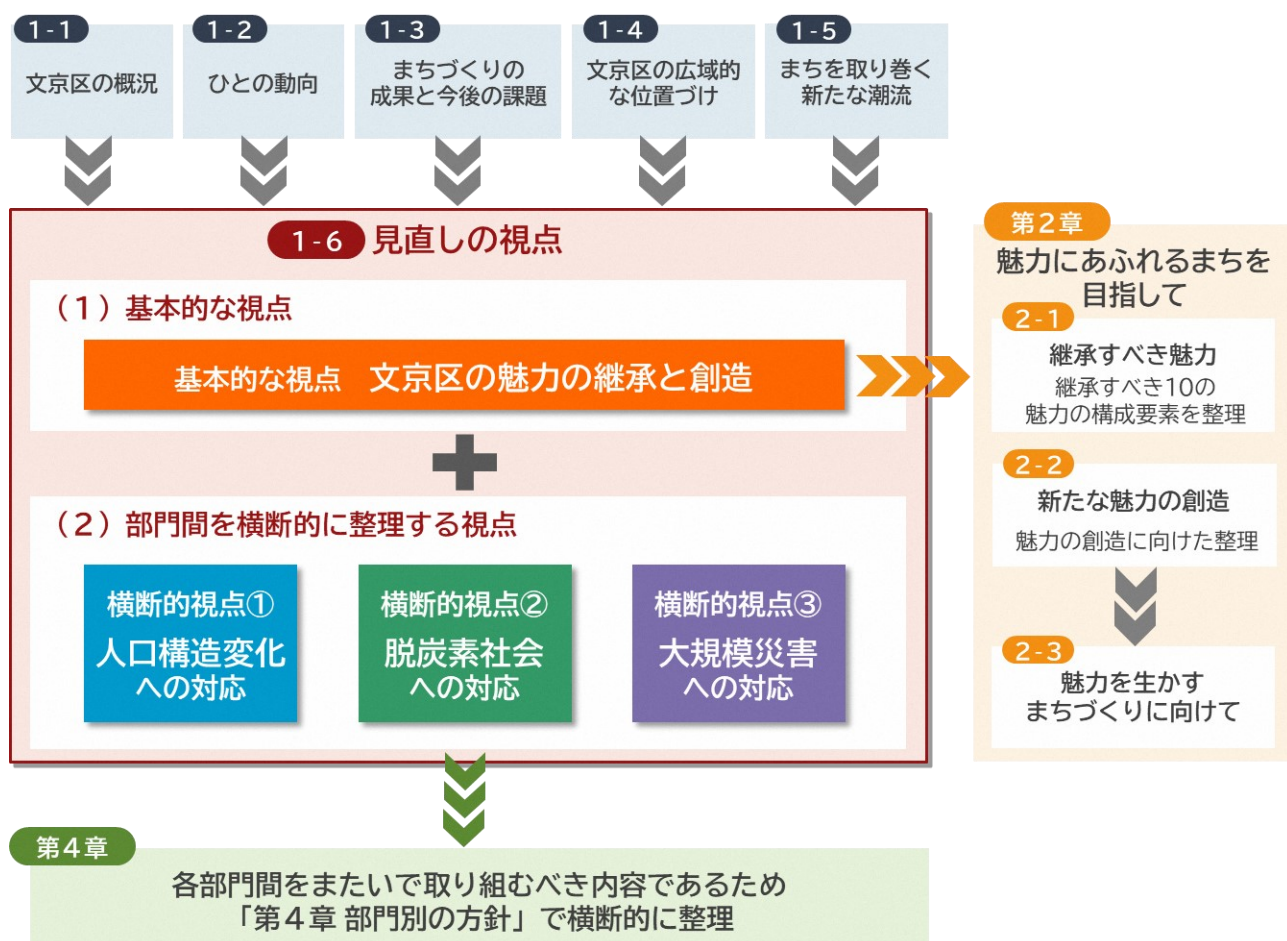 1-1
文京区の概況
1-2
ひとの動向
1-3
まちづくりの
成果と今後の課題
1-4
文京区の広域的
な位置づけ
1-5
まちを取り巻く
新たな潮流
1-6 見直しの視点
（１）基本的な視点
基本的な視点 文京区の魅力の継承と創造
（２）部門間を横断的に整理する視点
横断的視点①
人口構造変化
への対応
横断的視点②
脱炭素社会
への対応
横断的視点③
大規模災害
への対応
第２章
魅力にあふれるまちを
目指して
2-1
継承すべき魅力
継承すべき10の
魅力の構成要素を整理
2-2
新たな魅力の創造
魅力の創造に向けた整理
2-3
魅力を生かす
まちづくりに向けて
第４章
各部門間をまたいで取り組むべき内容であるため
「第４章 部門別の方針」で横断的に整理